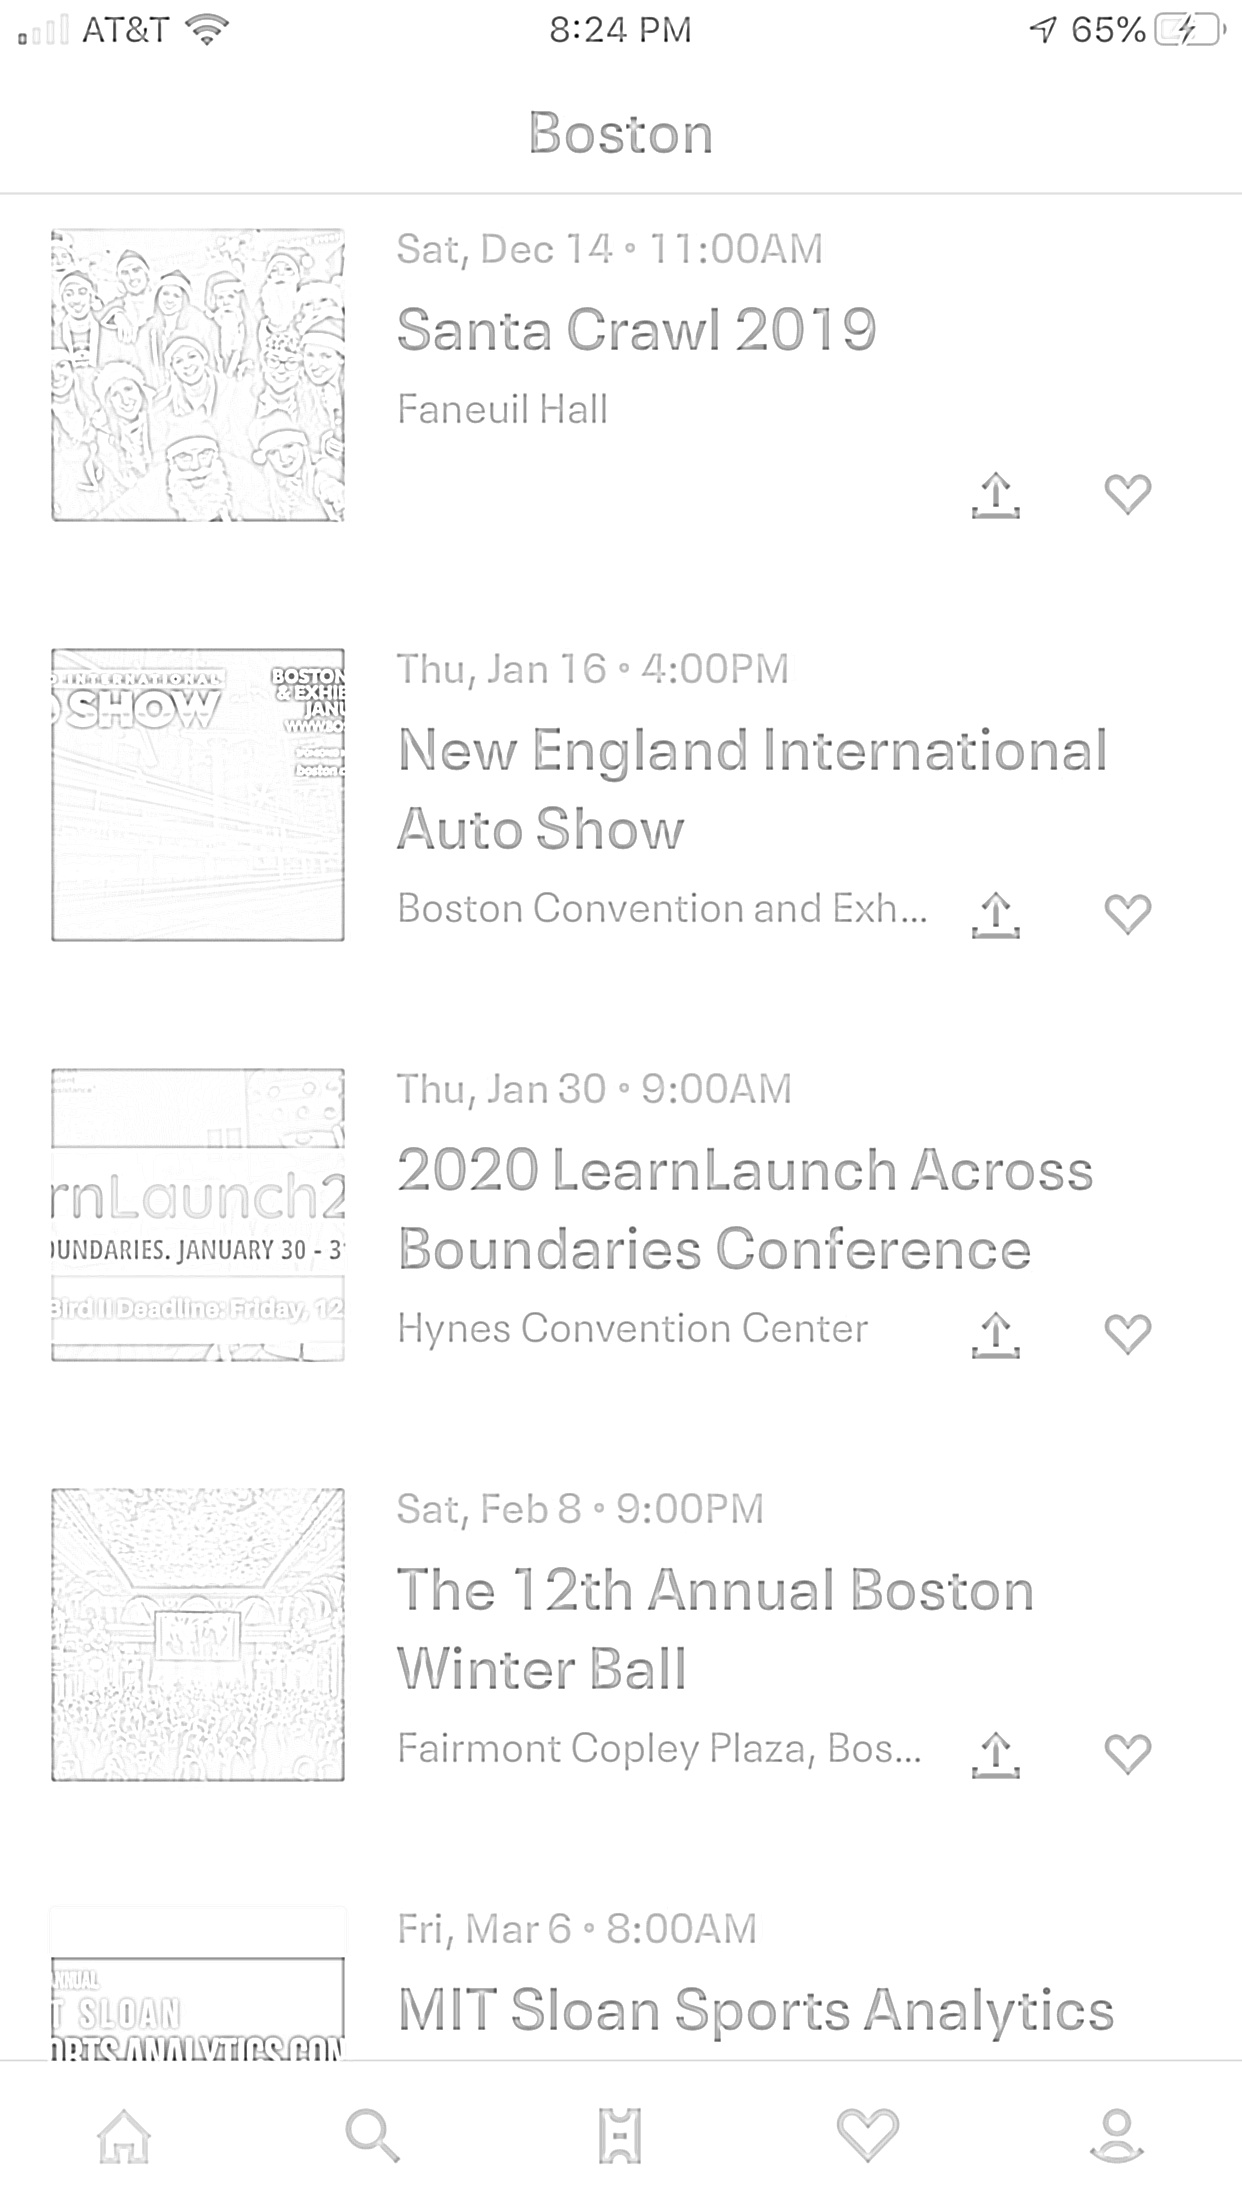 AT&T
8:24 PM
65%
Boston
Sat, Dec 14 • 11:00AM
Santa Crawl 2019
Faneuil Hall
INTERNATIONAL
SHOW
BOSTON
& EXHIB
JANU
Thu, Jan 16 • 4:00PM
New England International
Auto Show
Boston Convention and Exh...
rnLaunch2
OUNDARIES. JANUARY 30 - 31
Bird II Deadline: Friday, 12
Thu, Jan 30 • 9:00AM
2020 LearnLaunch Across
Boundaries Conference
Hynes Convention Center
Sat, Feb 8 • 9:00PM
The 12th Annual Boston
Winter Ball
Fairmont Copley Plaza, Bos...
NNUAL
T SLOAN
ORTS ANALYTICS CON
Fri, Mar 6 • 8:00AM
MIT Sloan Sports Analytics